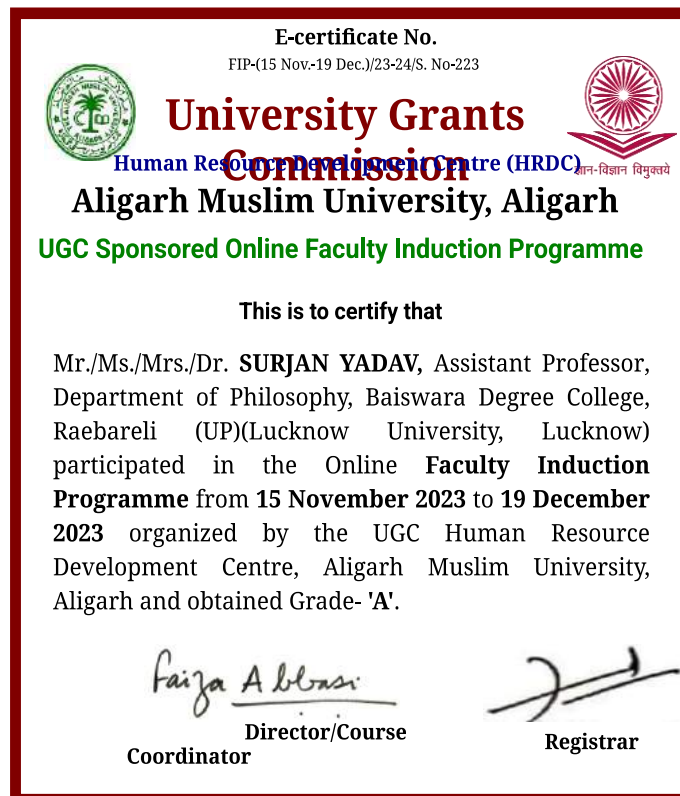 E-certificate No.
FIP-(15 Nov.-19 Dec.)/23-24/S. No-223
University Grants
Commission
Human Resource Development Centre (HRDC)
ज्ञान-विज्ञान विमुक्तये
Aligarh Muslim University, Aligarh
UGC Sponsored Online Faculty Induction Programme
This is to certify that
Mr./Ms./Mrs./Dr. SURJAN YADAV, Assistant Professor,
Department of Philosophy, Baiswara Degree College,
Raebareli (UP)(Lucknow University, Lucknow)
participated in the Online Faculty Induction
Programme from 15 November 2023 to 19 December
2023 organized by the UGC Human Resource
Development Centre, Aligarh Muslim University,
Aligarh and obtained Grade- 'A'.
Faiza Abbasi
Director/Course
Coordinator
Registrar